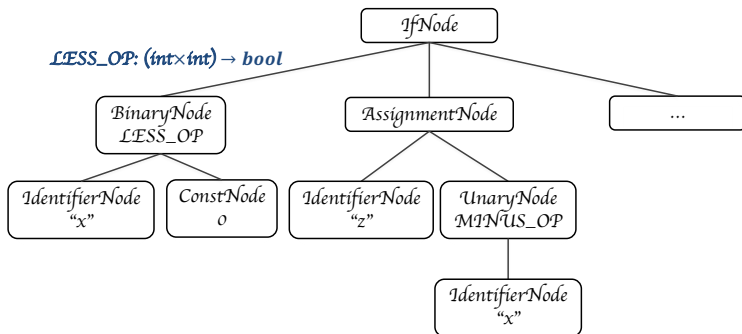 IfNode
LESS_OP: (int×int) → bool
BinaryNode
LESS_OP
AssignmentNode
...
IdentifierNode
“x”
ConstNode
0
IdentifierNode
“z”
UnaryNode
MINUS_OP
IdentifierNode
“x”